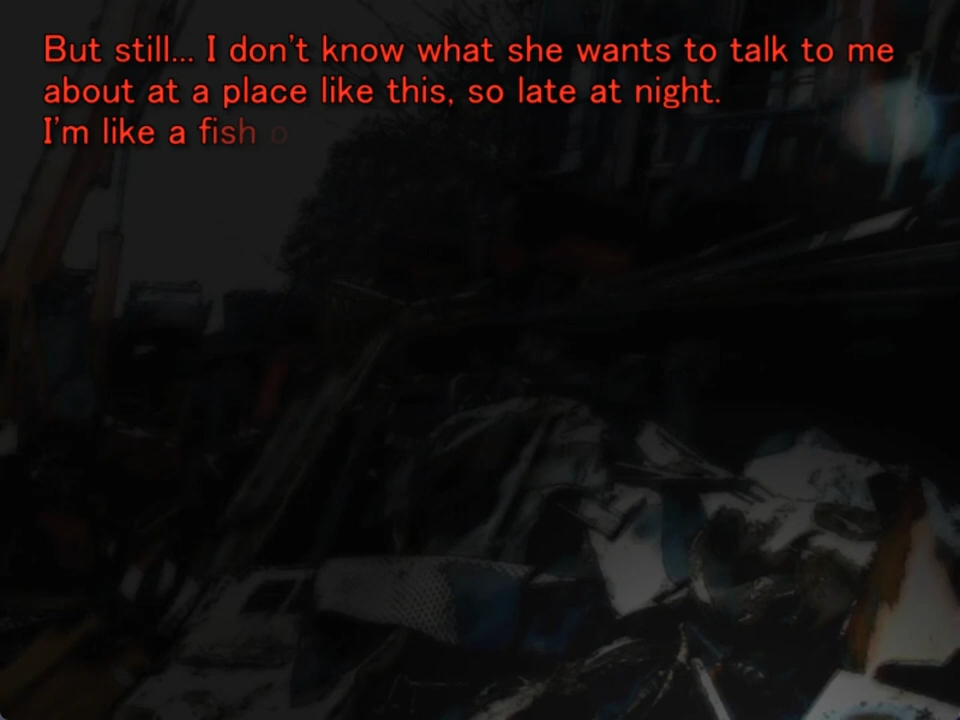 But still... I don't know what she wants to talk to me
about at a place like this, so late at night.
I'm like a fish o